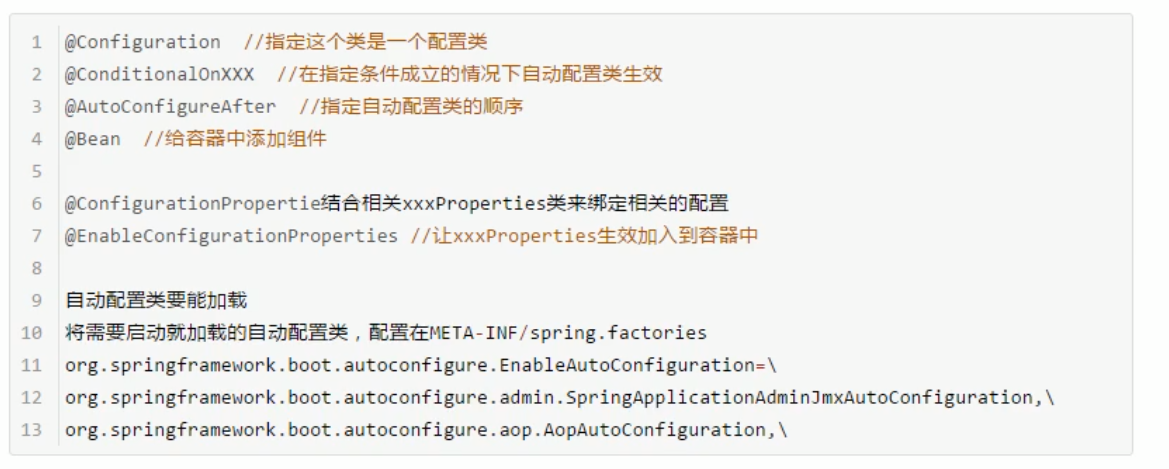 1 @Configuration //指定这个类是一个配置类
2 @ConditionalOnXXX //在指定条件成立的情况下自动配置类生效
3 @AutoConfigureAfter //指定自动配置类的顺序
4 @Bean //给容器中添加组件
5
6 @ConfigurationPropertie结合相关xxxProperties类来绑定相关的配置
7 @EnableConfigurationProperties //让xxxProperties生效加入到容器中
8
9 自动配置类要能加载
10 将需要启动就加载的自动配置类，配置在META-INF/spring.factories
11 org.springframework.boot.autoconfigure.EnableAutoConfiguration=\
12 org.springframework.boot.autoconfigure.admin.SpringApplicationAdminJmxAutoConfiguration,\
13 org.springframework.boot.autoconfigure.aop.AopAutoConfiguration,\